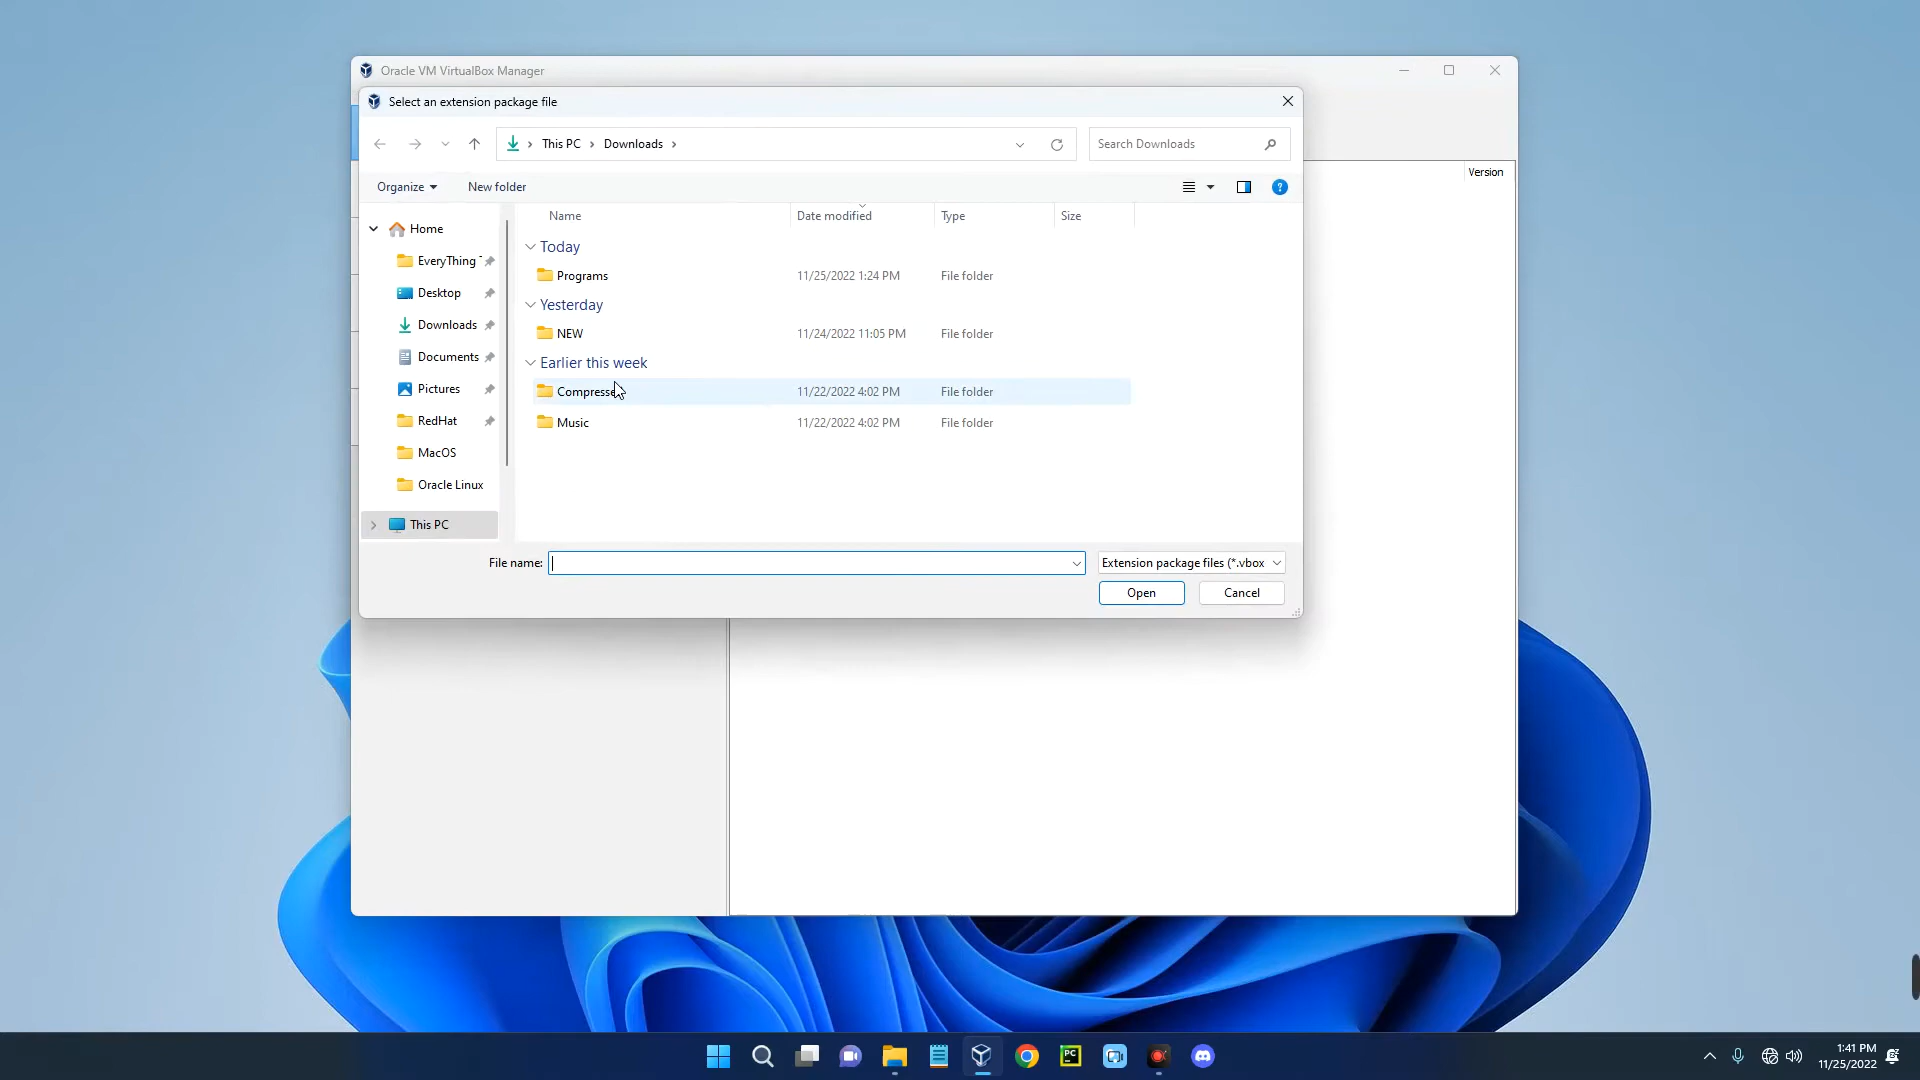 Oracle VM VirtualBox Manager
Select an extension package file
This PC Downloads
Search Downloads
Version
Organize
New folder
Name
Date modified
Type
Size
Home
EveryThing
Desktop
Downloads
Documents
Pictures
RedHat
MacOS
Oracle Linux
This PC
Today
Programs 11/25/2022 1:24 PM File folder
Yesterday
NEW 11/24/2022 11:05 PM File folder
Earlier this week
Compresse 11/22/2022 4:02 PM File folder
Music 11/22/2022 4:02 PM File folder
File name:
Extension package files (*.vbox
Open
Cancel
PC
1:41 PM
11/25/2022